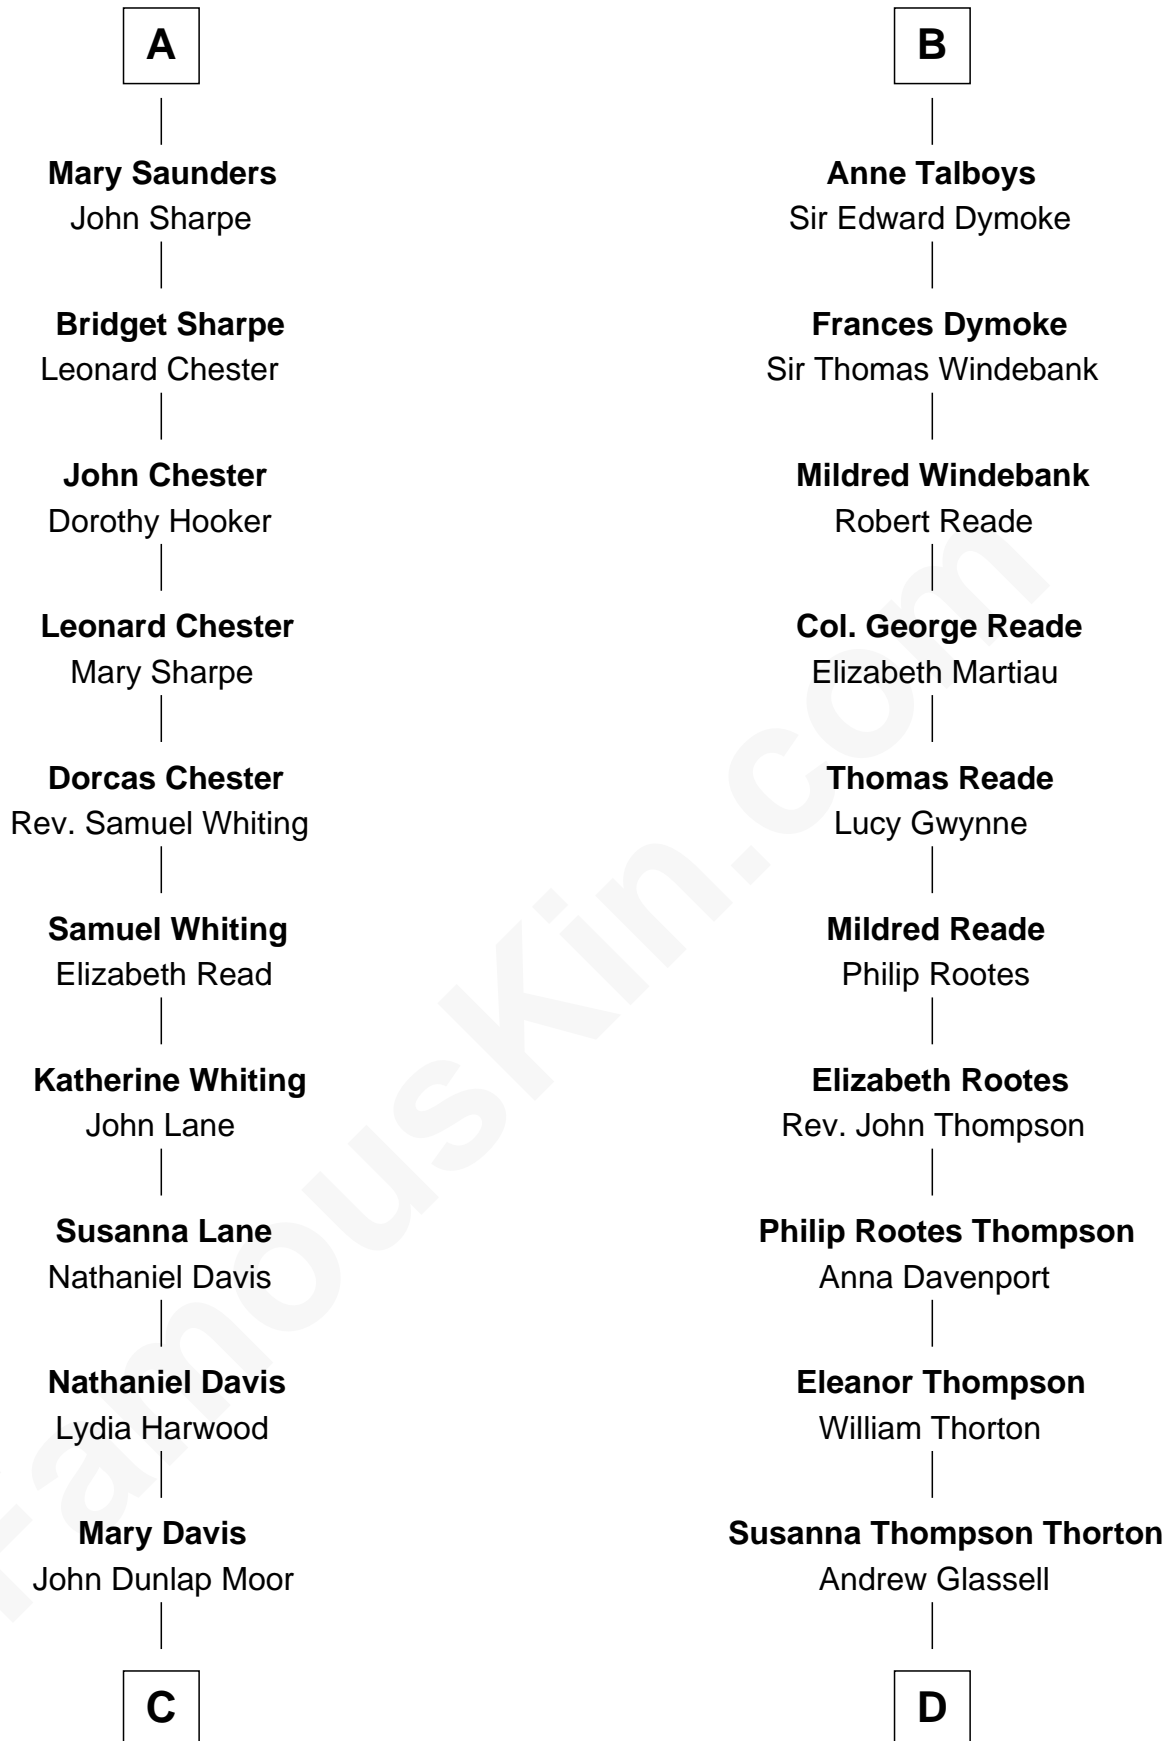 A
Mary Saunders
John Sharpe
Bridget Sharpe
Leonard Chester
John Chester
Dorothy Hooker
Leonard Chester
Mary Sharpe
Dorcas Chester
Rev. Samuel Whiting
Samuel Whiting
Elizabeth Read
Katherine Whiting
John Lane
Susanna Lane
Nathaniel Davis
Nathaniel Davis
Lydia Harwood
Mary Davis
John Dunlap Moor
C
B
Anne Talboys
Sir Edward Dymoke
Frances Dymoke
Sir Thomas Windebank
Mildred Windebank
Robert Reade
Col. George Reade
Elizabeth Martiau
Thomas Reade
Lucy Gwynne
Mildred Reade
Philip Rootes
Elizabeth Rootes
Rev. John Thompson
Philip Rootes Thompson
Anna Davenport
Eleanor Thompson
William Thorton
Susanna Thompson Thorton
Andrew Glassell
D
FamousKin.com